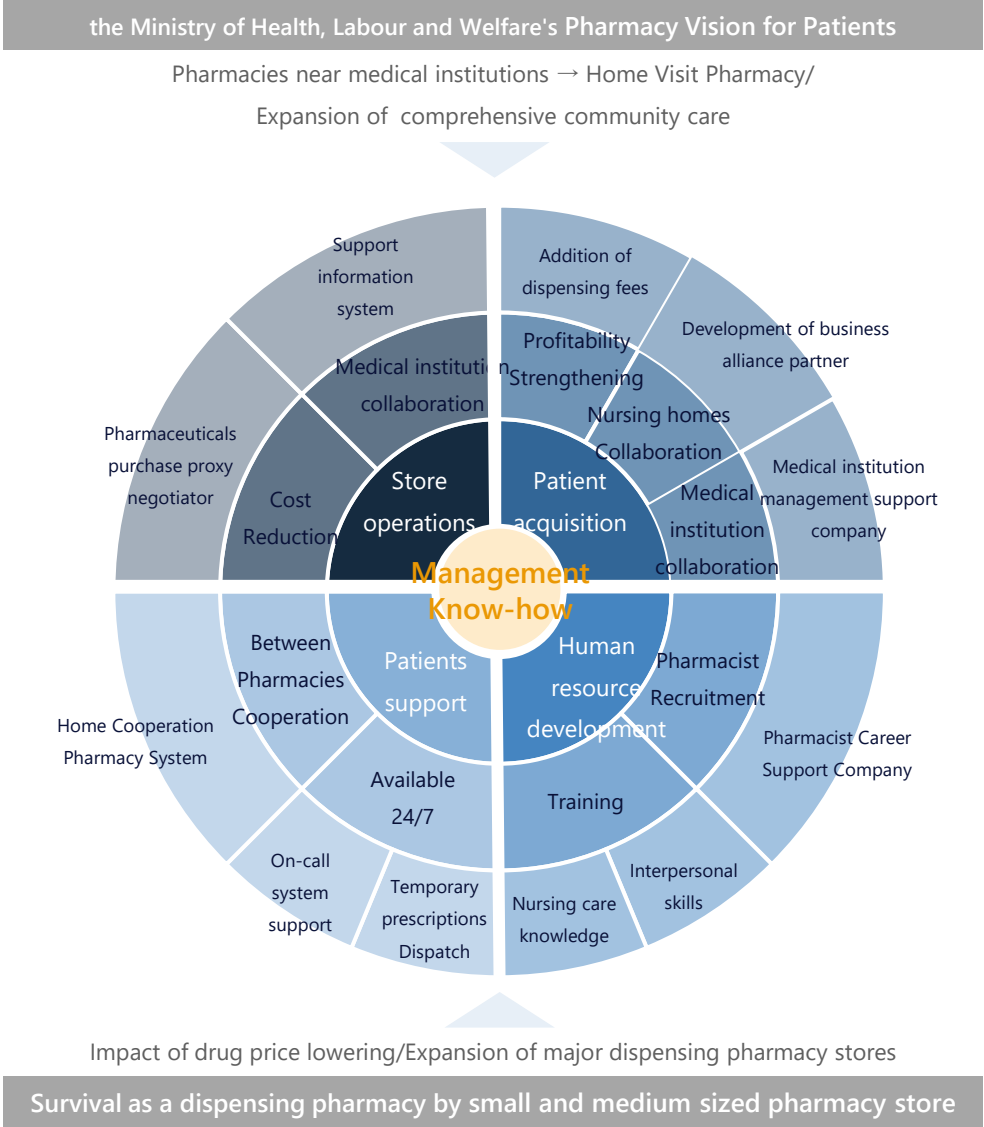 the Ministry of Health, Labour and Welfare's Pharmacy Vision for Patients
Pharmacies near medical institutions → Home Visit Pharmacy/
Expansion of comprehensive community care
Support
information
system
Addition of
dispensing fees
Development of business
alliance partner
Medical institution
collaboration
Profitability
Strengthening
Nursing homes
Collaboration
Pharmaceuticals
purchase proxy
negotiator
Cost
Reduction
Store
operations
Patient
acquisition
Medical
institution
collaboration
Medical institution
management support
company
Management
Know-how
Between
Pharmacies
Cooperation
Patients
support
Human
resource
development
Pharmacist
Recruitment
Home Cooperation
Pharmacy System
Pharmacist Career
Support Company
Available
24/7
Training
On-call
system
support
Temporary
prescriptions
Dispatch
Nursing care
knowledge
Interpersonal
skills
Impact of drug price lowering/Expansion of major dispensing pharmacy stores
Survival as a dispensing pharmacy by small and medium sized pharmacy store